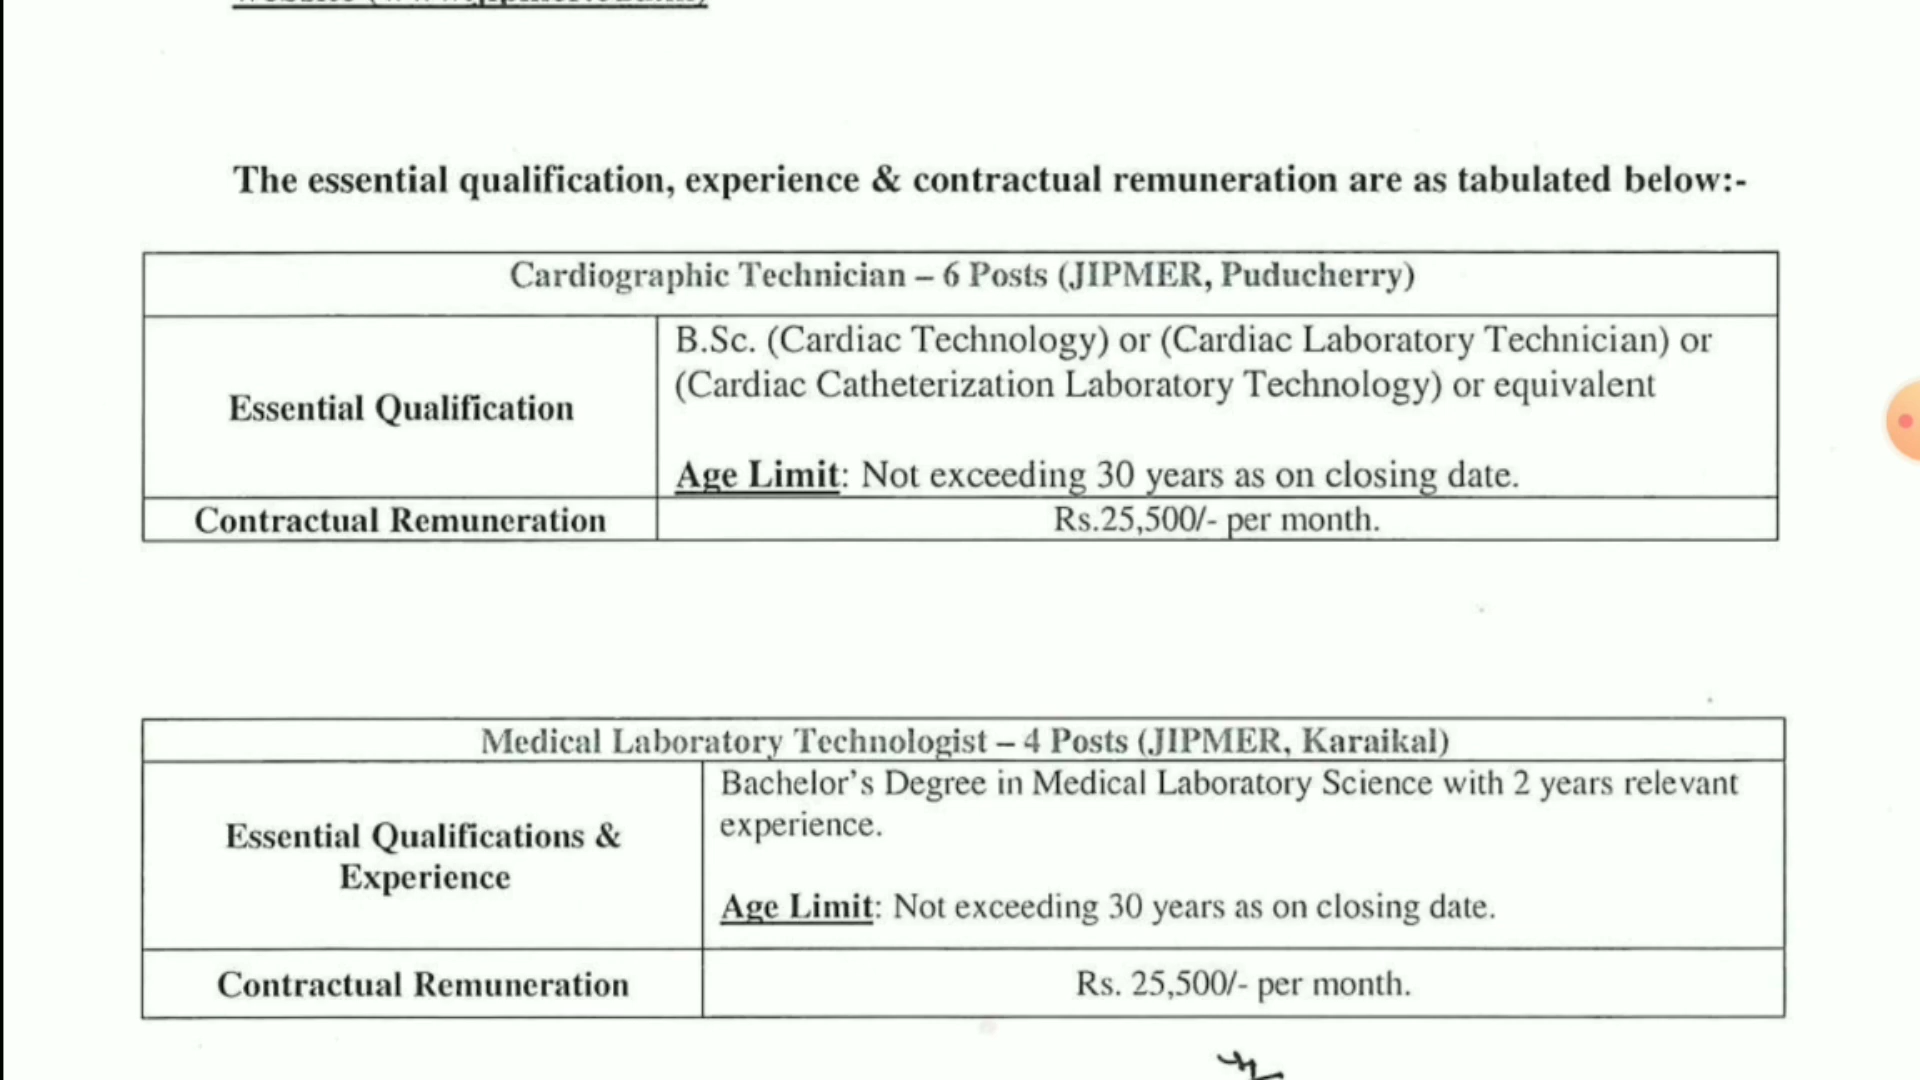 The essential qualification, experience & contractual remuneration are as tabulated below:-
Cardiographic Technician – 6 Posts (JIPMER, Puducherry)
Essential Qualification
B.Sc. (Cardiac Technology) or (Cardiac Laboratory Technician) or
(Cardiac Catheterization Laboratory Technology) or equivalent
Age Limit: Not exceeding 30 years as on closing date.
Contractual Remuneration
Rs.25,500/- per month.
Medical Laboratory Technologist – 4 Posts (JIPMER, Karaikal)
Essential Qualifications &
Experience
Bachelor's Degree in Medical Laboratory Science with 2 years relevant
experience.
Age Limit: Not exceeding 30 years as on closing date.
Contractual Remuneration
Rs. 25,500/- per month.